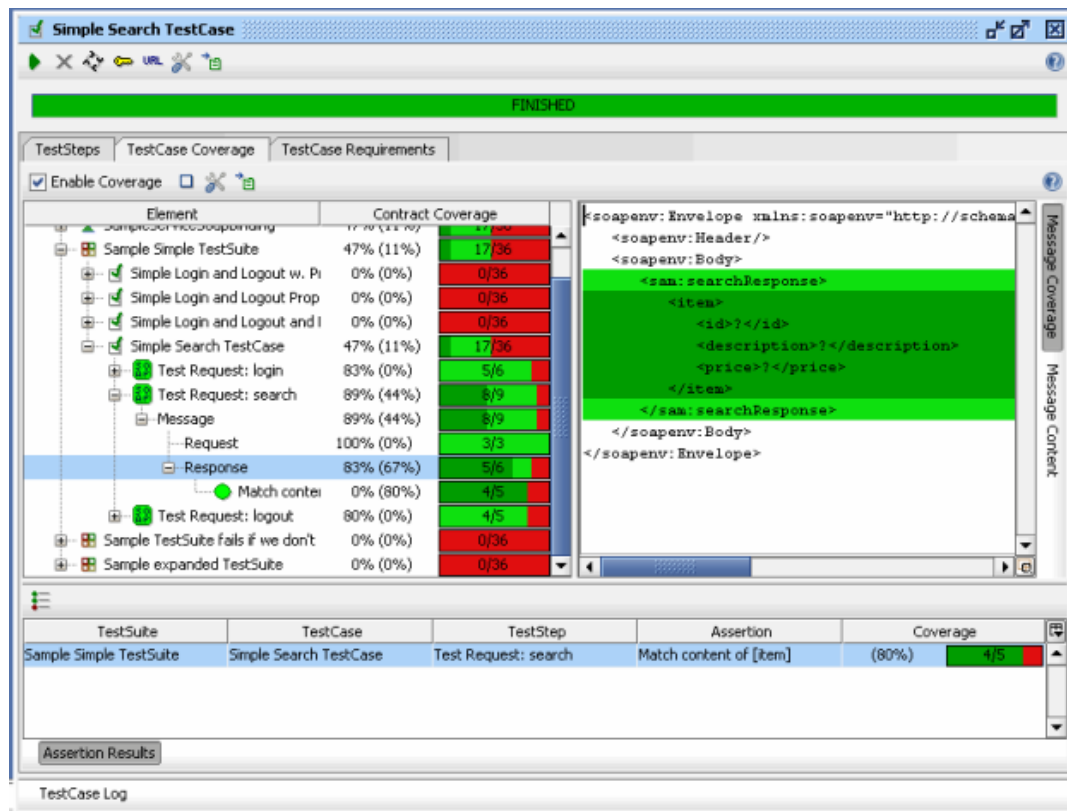 Simple Search TestCase
URL
FINISHED
TestSteps TestCase Coverage TestCase Requirements
Enable Coverage
Element Contract Coverage
SampleServiceSoapBinding 47% (11%) 17/36
Sample Simple TestSuite 47% (11%) 17/36
Simple Login and Logout w. 0% (0%) 0/36
Simple Login and Logout Prop 0% (0%) 0/36
Simple Login and Logout and 0% (0%) 0/36
Simple Search TestCase 47% (11%) 17/36
Test Request: login 83% (0%) 5/6
Test Request: search 89% (44%) 8/9
Message 89% (44%) 8/9
Request 100% (0%) 3/3
Response 83% (67%) 5/6
Match conte 0% (80%) 4/5
Test Request: logout 80% (0%) 4/5
Sample TestSuite fails if we don't 0% (0%) 0/36
Sample expanded TestSuite 0% (0%) 0/36
<soapenv:Envelope xmlns:soapenv="http://schema
<soapenv:Header/>
<soapenv:Body>
<sam:searchResponse>
<item>
<id>?</id>
<description>?</description>
<price>?</price>
</item>
</sam:searchResponse>
</soapenv:Body>
</soapenv:Envelope>
Message Coverage
Message Content
TestSuite TestCase TestStep Assertion Coverage
Sample Simple TestSuite Simple Search TestCase Test Request: search Match content of [item] (80%) 4/5
Assertion Results
TestCase Log